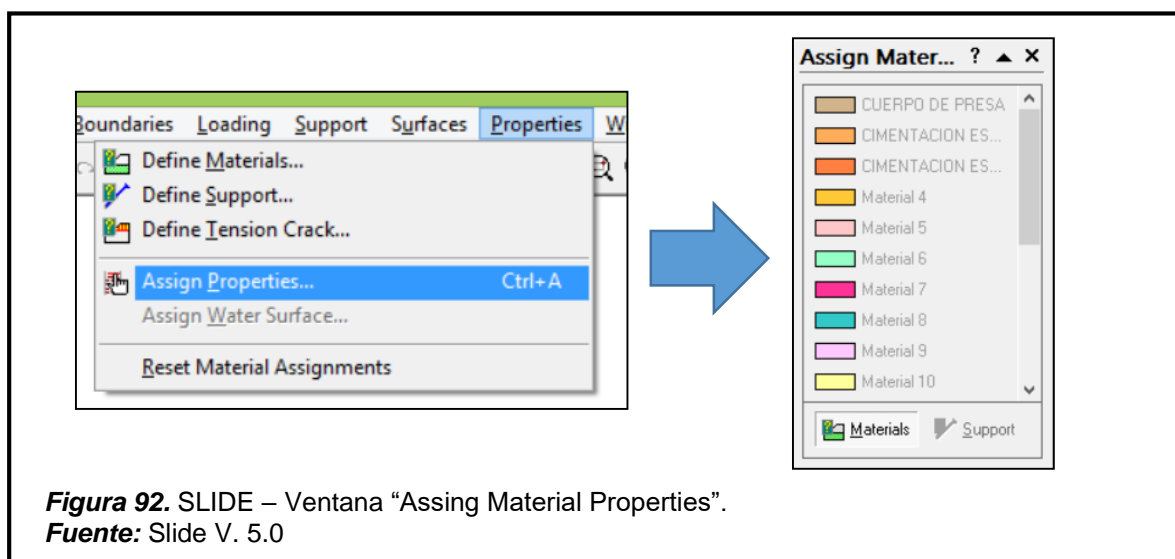 Boundaries Loading Support Surfaces Properties W
Define Materials...
Define Support...
Define Tension Crack...
Assign Properties... Ctrl+A
Assign Water Surface...
Reset Material Assignments
Assign Mater... ?
CUERPO DE PRESA
CIMENTACION ES...
CIMENTACION ES...
Material 4
Material 5
Material 6
Material 7
Material 8
Material 9
Material 10
Materials Support
Figura 92. SLIDE – Ventana “Assing Material Properties”.
Fuente: Slide V. 5.0